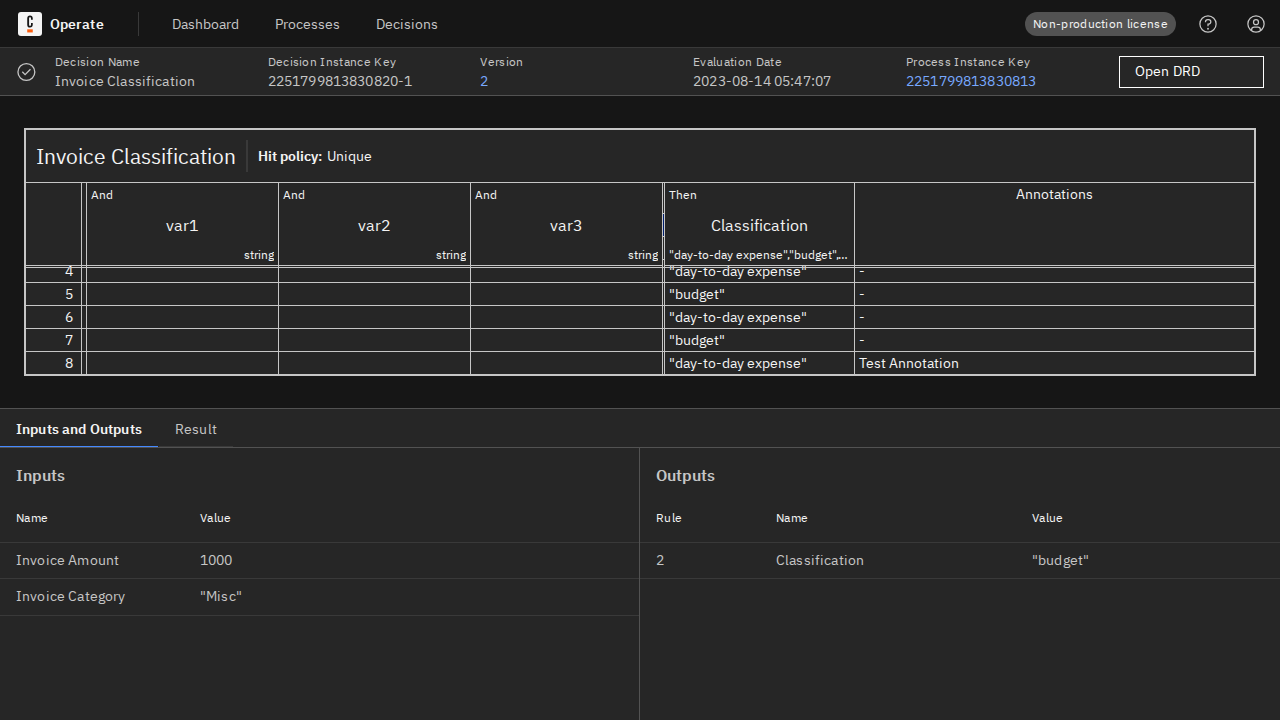 Operate Dashboard Processes Decisions Non-production license
Decision Name Decision Instance Key Version Evaluation Date Process Instance Key
Invoice Classification 2251799813830820-1 2 2023-08-14 05:47:07 2251799813830813 Open DRD
Invoice Classification Hit policy: Unique
And And And Then Annotations
var1 var2 var3 Classification
string string string "day-to-day expense","budget",...
4 "day-to-day expense" -
5 "budget" -
6 "day-to-day expense" -
7 "budget" -
8 "day-to-day expense" Test Annotation
Inputs and Outputs Result
Inputs Outputs
Name Value Rule Name Value
Invoice Amount 1000 2 Classification "budget"
Invoice Category "Misc"